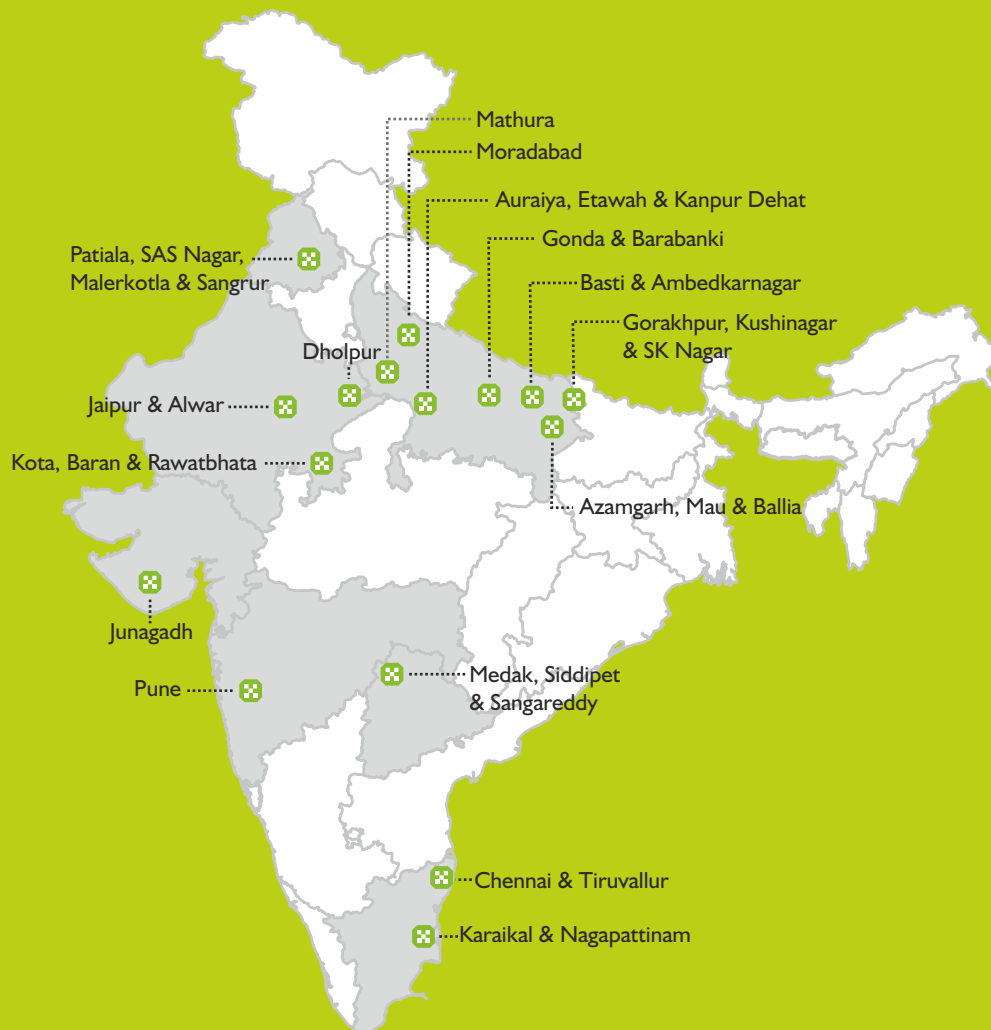 Mathura
Moradabad
Auraiya, Etawah & Kanpur Dehat
Gonda & Barabanki
Patiala, SAS Nagar,
Malerkotla & Sangrur
Basti & Ambedkarnagar
Gorakhpur, Kushinagar
& SK Nagar
Dholpur
Jaipur & Alwar
Kota, Baran & Rawatbhata
Azamgarh, Mau & Ballia
Junagadh
Pune
Medak, Siddipet
& Sangareddy
Chennai & Tiruvallur
Karaikal & Nagapattinam